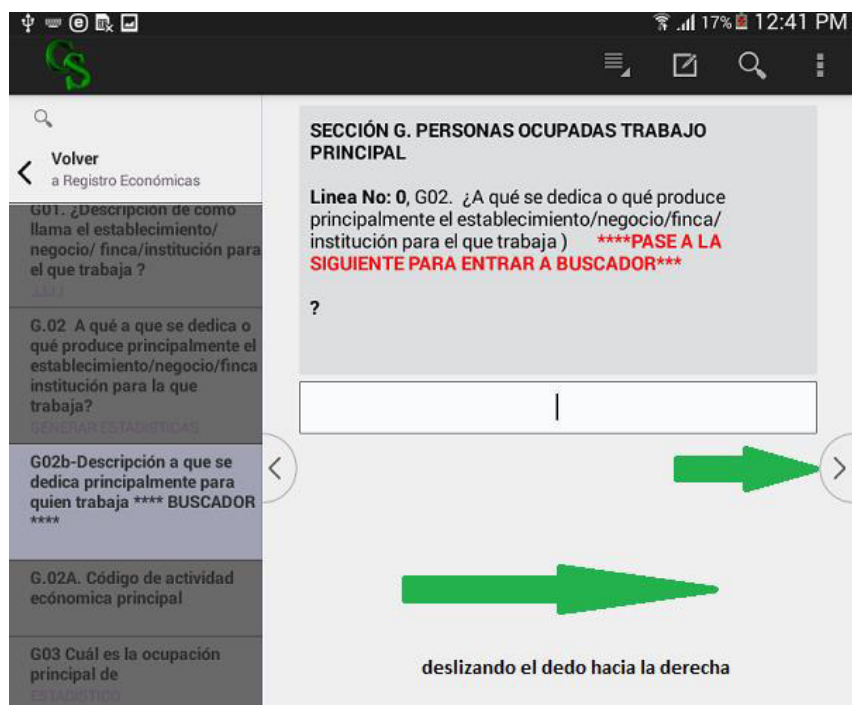 17% 12:41 PM
CS
Volver
a Registro Económicas
G01. ¿Descripción de como
llama el establecimiento/
negocio/ finca/institución para
el que trabaja ?
JJJJ
G.02 A qué a que se dedica o
qué produce principalmente el
establecimiento/negocio/finca
institución para la que
trabaja?
GENERAR ESTADISTICAS
G02b-Descripción a que se
dedica principalmente para
quien trabaja **** BUSCADOR
****
G.02A. Código de actividad
ecónomica principal
G03 Cuál es la ocupación
principal de
ESTADISTICO
SECCIÓN G. PERSONAS OCUPADAS TRABAJO
PRINCIPAL
Linea No: 0, G02. ¿A qué se dedica o qué produce
principalmente el establecimiento/negocio/finca/
institución para el que trabaja ) ****PASE A LA
SIGUIENTE PARA ENTRAR A BUSCADOR***
?
deslizando el dedo hacia la derecha